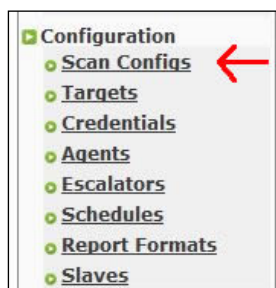 Configuration
Scan Configs
Targets
Credentials
Agents
Escalators
Schedules
Report Formats
Slaves